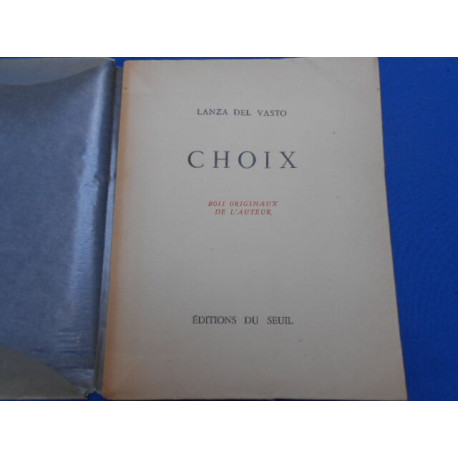 LANZA DEL VASTO
CHOIX
BOIS ORIGINAUX
DE L'AUTEUR
ÉDITIONS DU SEUIL